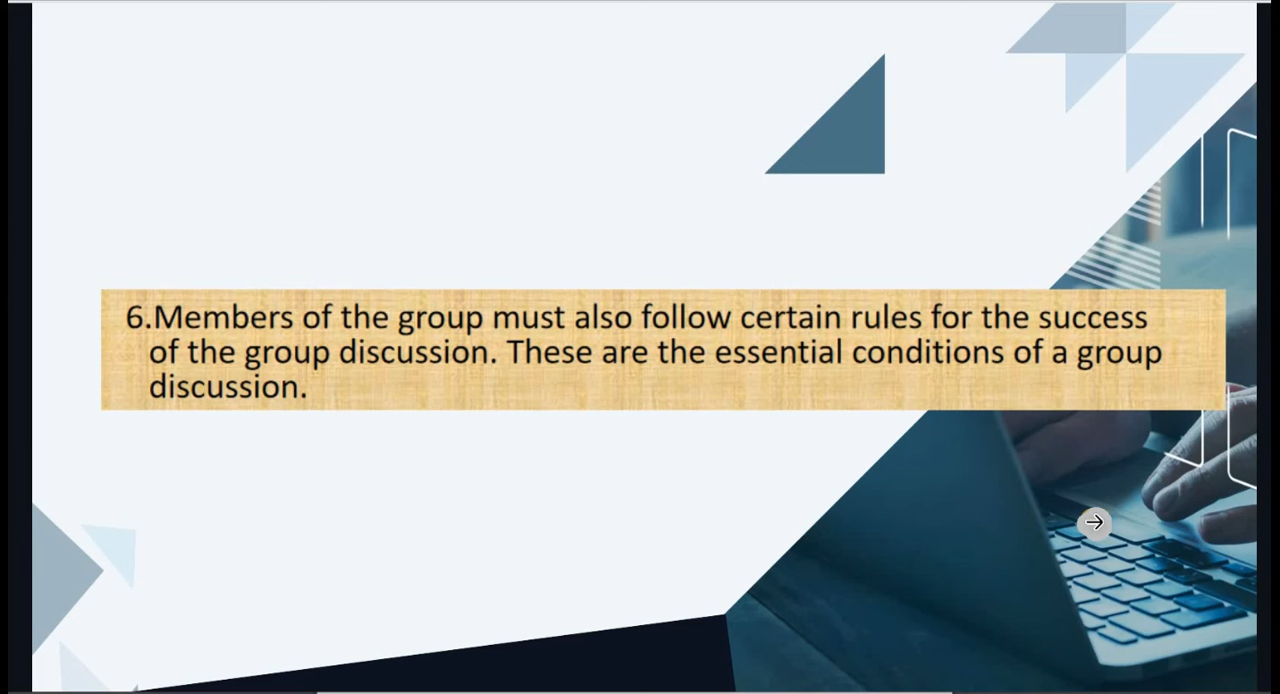 6.Members of the group must also follow certain rules for the success
of the group discussion. These are the essential conditions of a group
discussion.